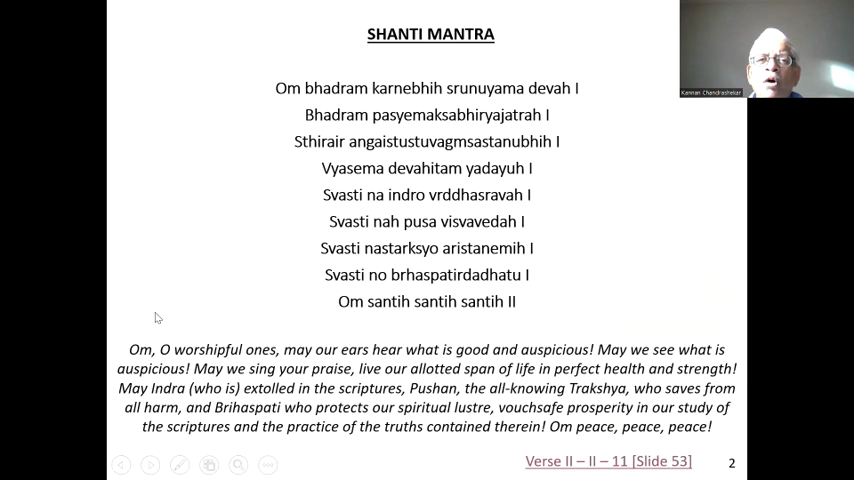 SHANTI MANTRA
Om bhadram karnebhih srunuyama devah I
Bhadram pasyemaksabhiryajatrah I
Sthirair angaistustuvagmsastanubhih I
Vyasema devahitam yadayuh I
Svasti na indro vrddhasravah I
Svasti nah pusa visvavedah I
Svasti nastarksyo aristanemih I
Svasti no brhaspatirdadhatu I
Om santih santih santih II
Om, O worshipful ones, may our ears hear what is good and auspicious! May we see what is
auspicious! May we sing your praise, live our allotted span of life in perfect health and strength!
May Indra (who is) extolled in the scriptures, Pushan, the all-knowing Trakshya, who saves from
all harm, and Brihaspati who protects our spiritual lustre, vouchsafe prosperity in our study of
the scriptures and the practice of the truths contained therein! Om peace, peace, peace!
Verse II – II – 11 [Slide 53]
2
Kannan Chandrashekar